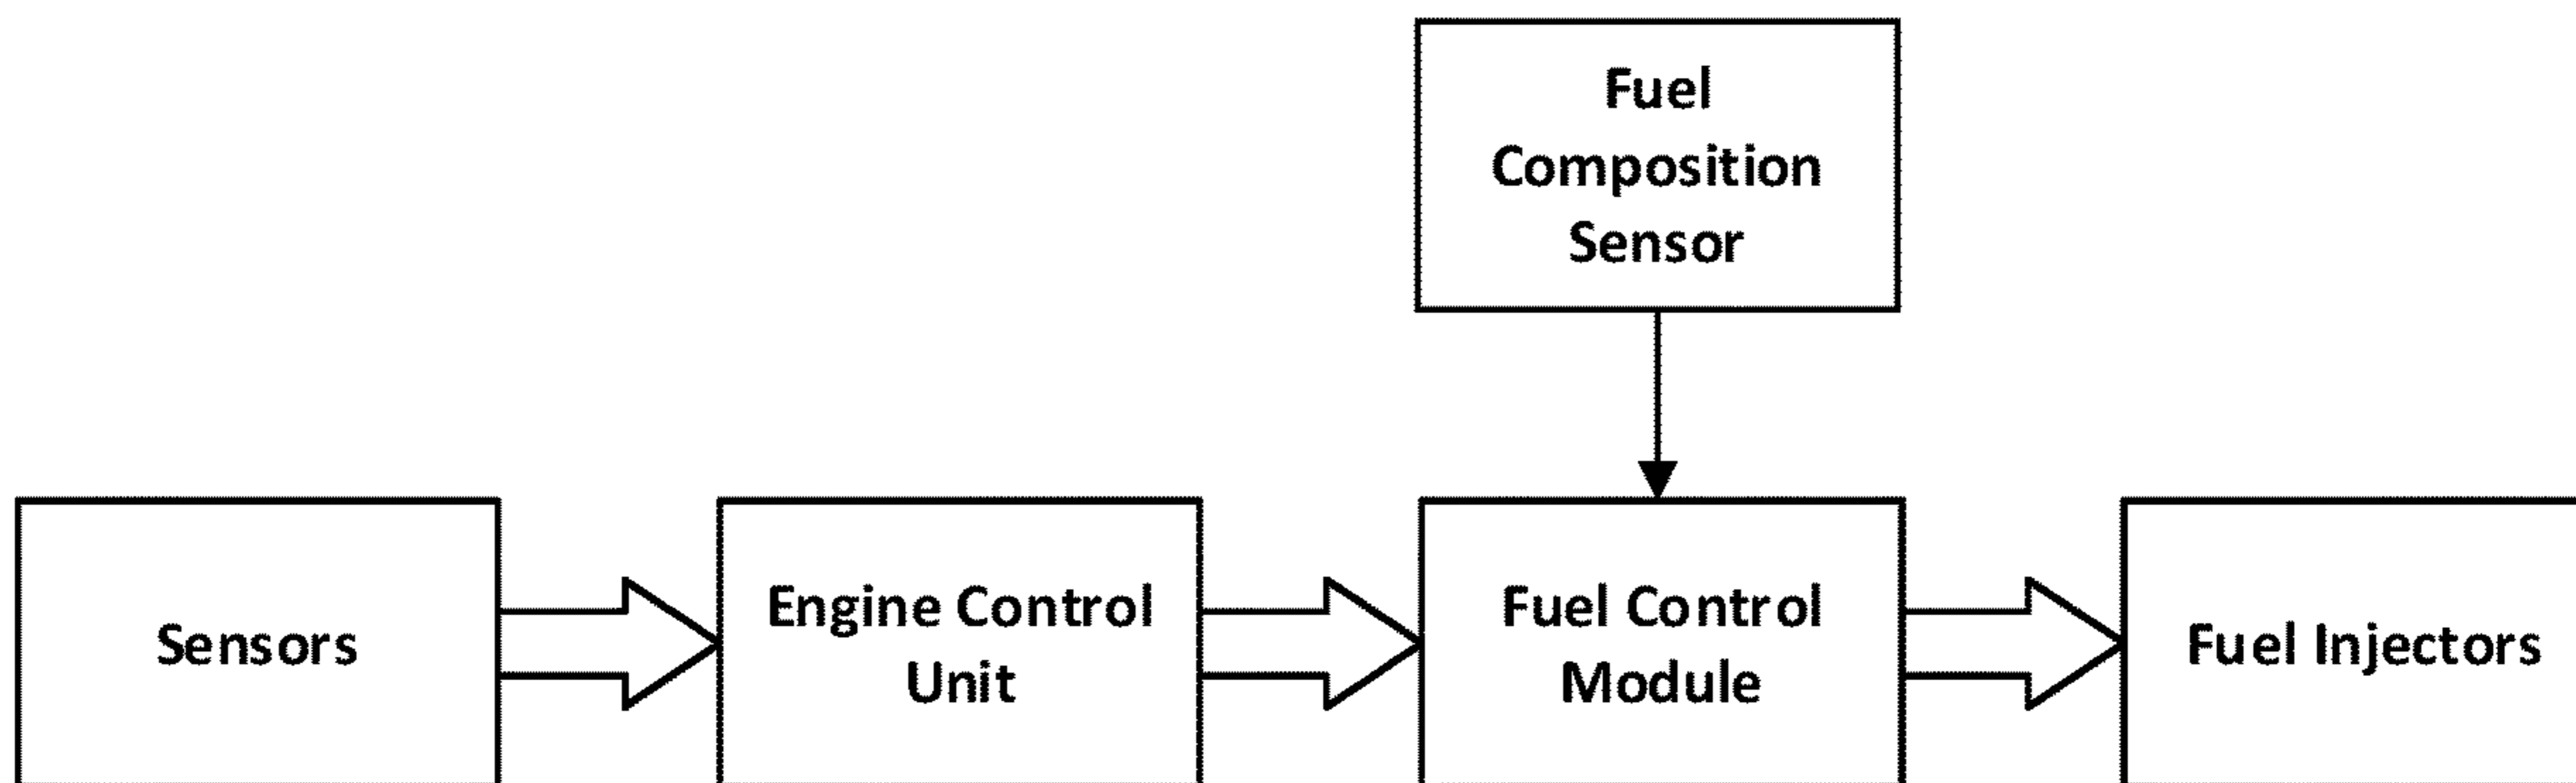 Fuel
Composition
Sensor
Sensors
Engine Control
Unit
Fuel Control
Module
Fuel Injectors